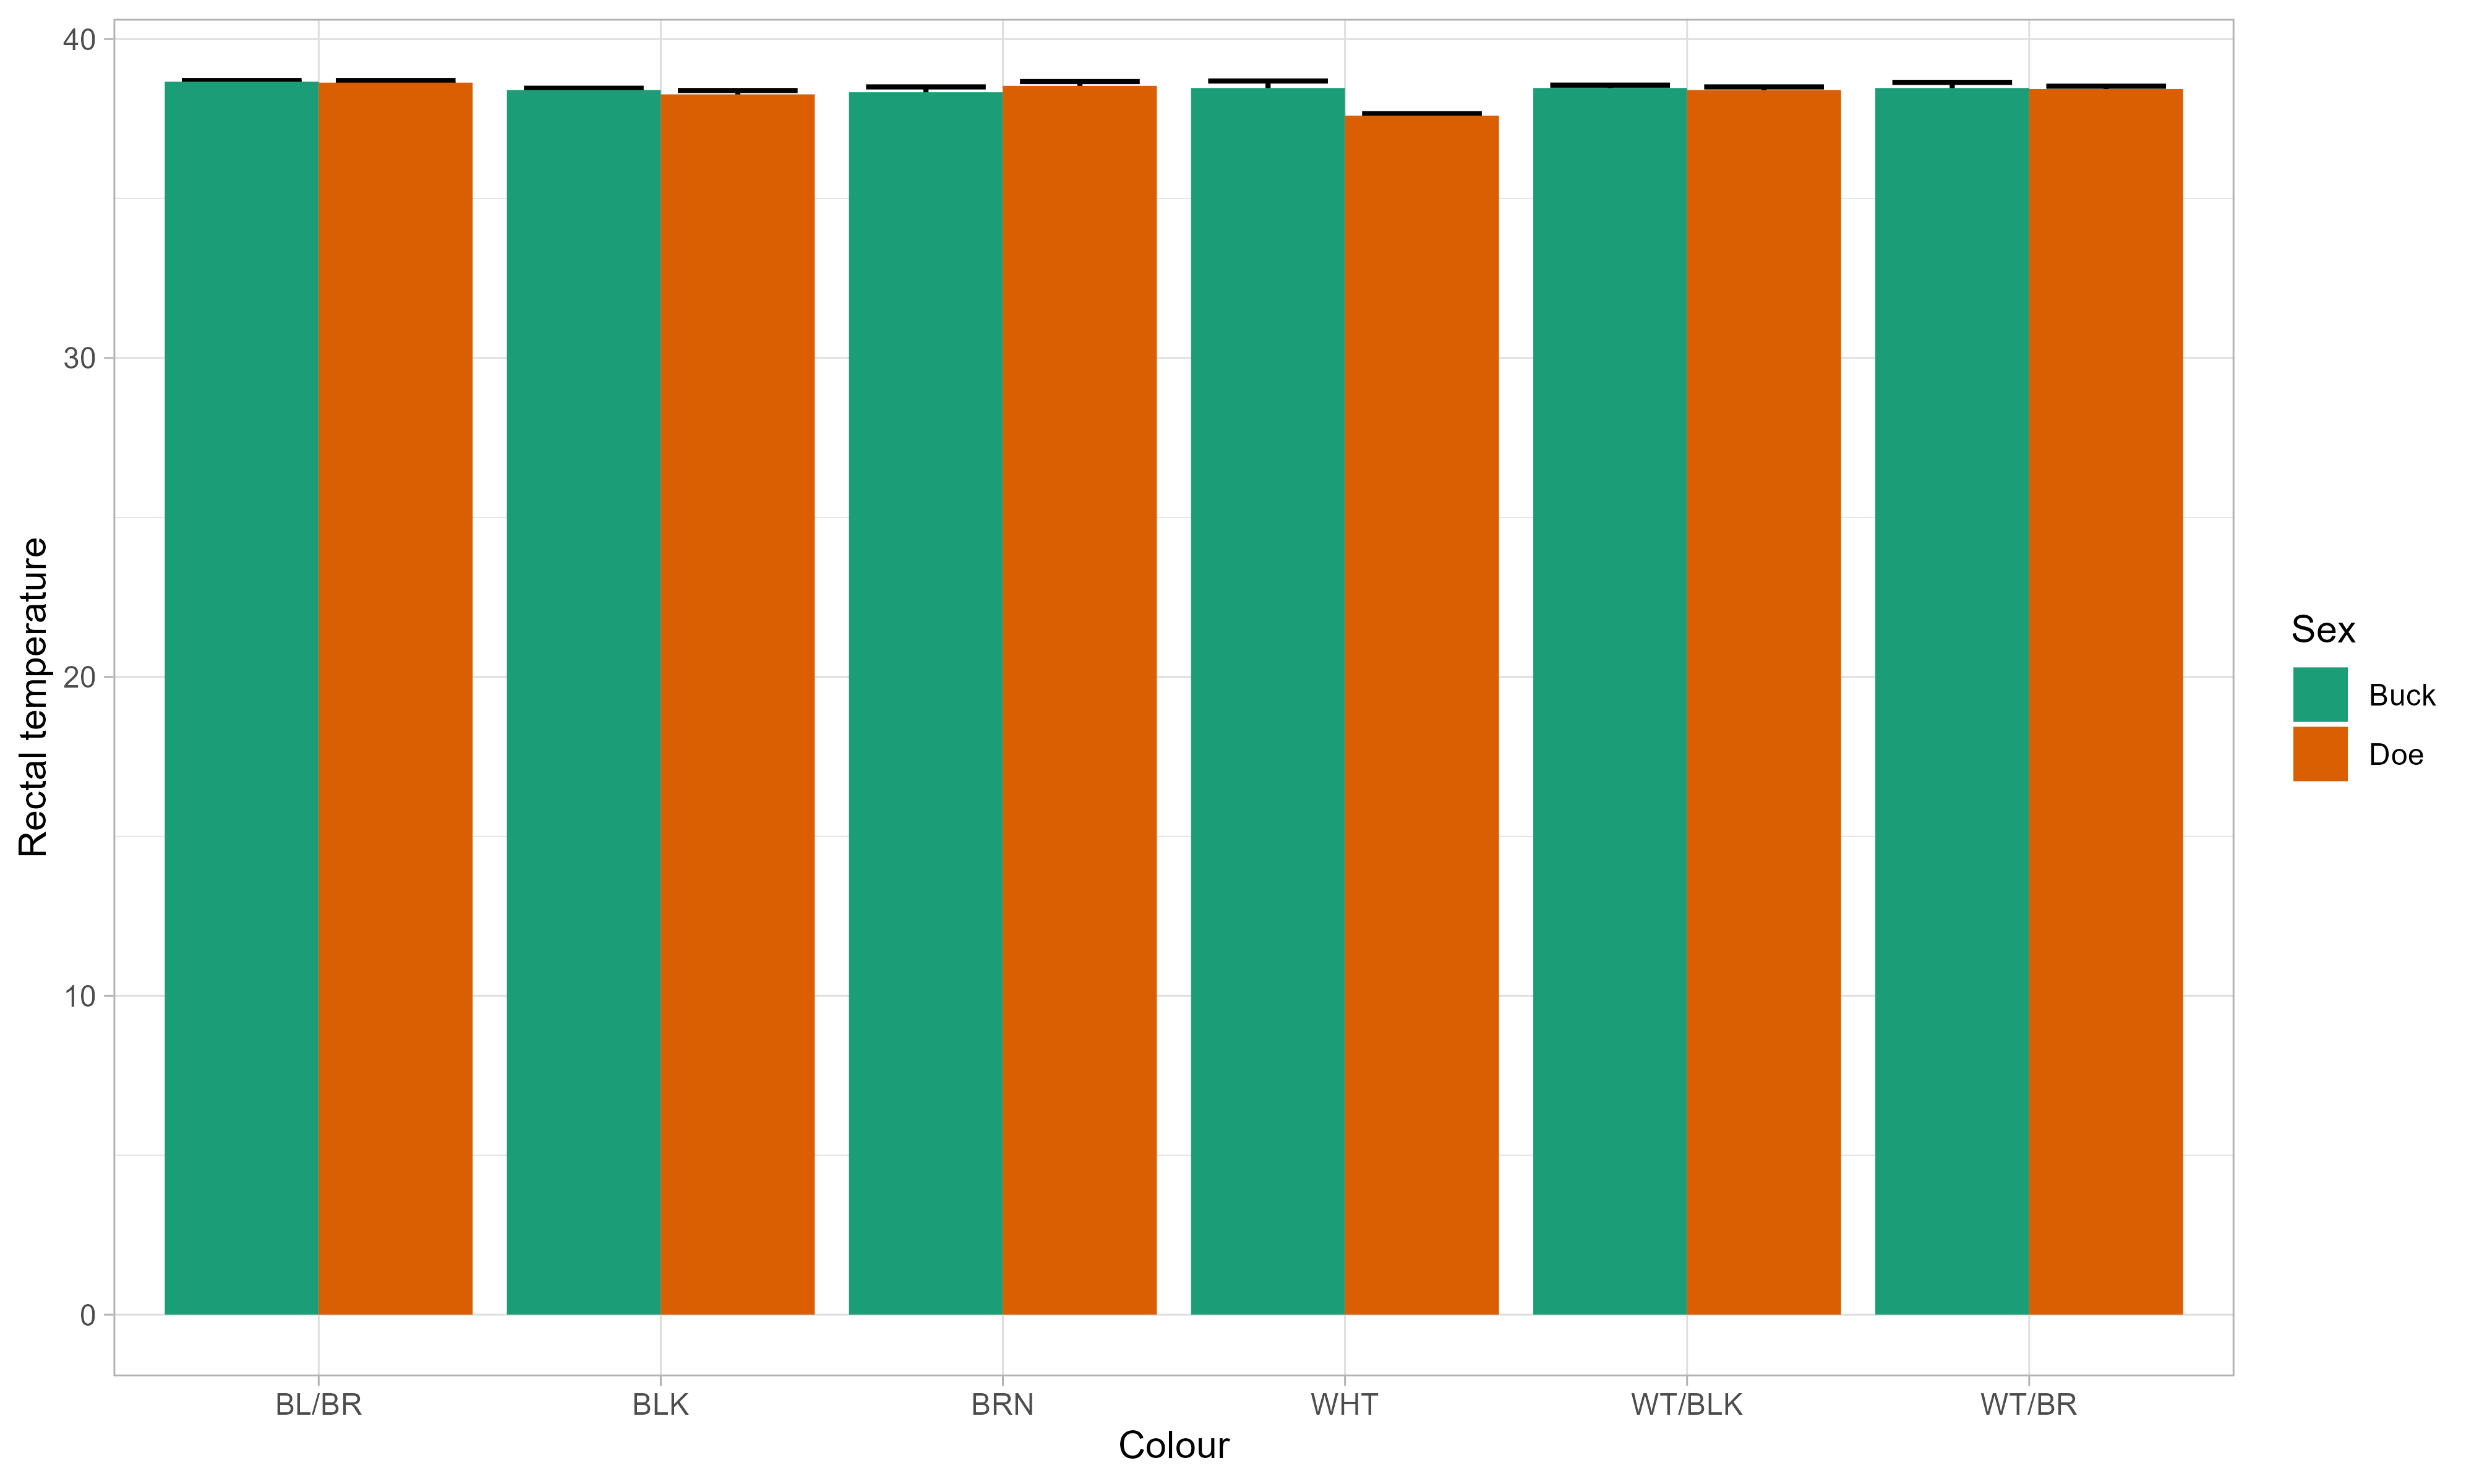 40
30
20
10
0
Rectal temperature
BL/BR
BLK
BRN
WHT
WT/BLK
WT/BR
Colour
Sex
Buck
Doe